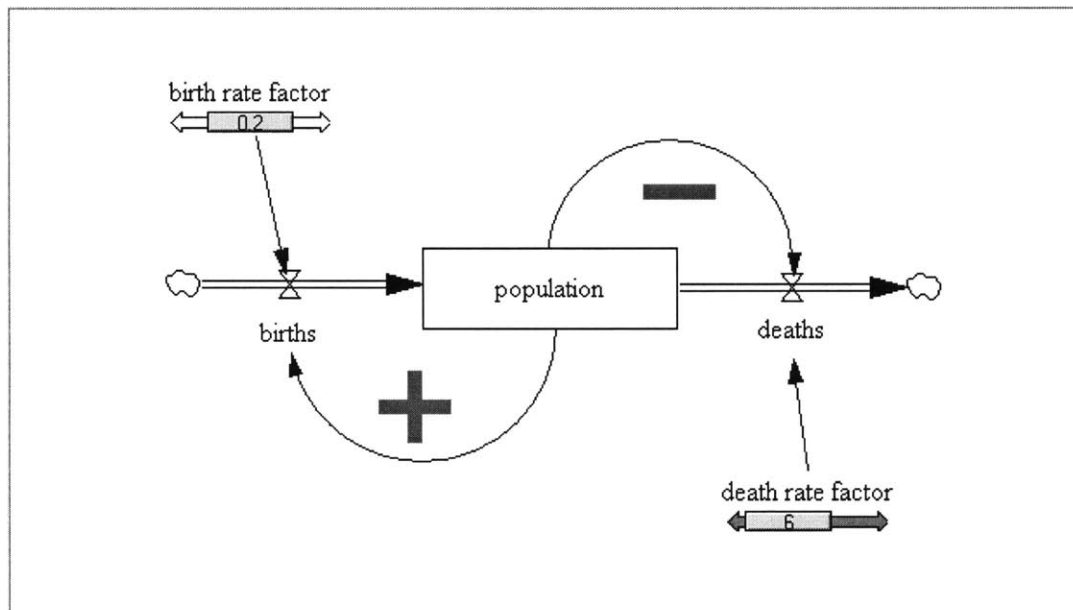 birth rate factor
0.2
population
births
deaths
death rate factor
6